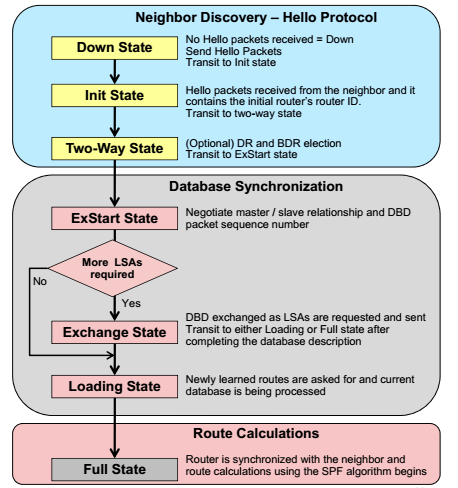 Neighbor Discovery – Hello Protocol
Down State
No Hello packets received = Down
Send Hello Packets
Transit to Init state
Init State
Hello packets received from the neighbor and it
contains the initial router's router ID.
Transit to two-way state
Two-Way State
(Optional) DR and BDR election
Transit to ExStart state
Database Synchronization
ExStart State
Negotiate master / slave relationship and DBD
packet sequence number
More LSAs
required
No
Yes
Exchange State
DBD exchanged as LSAs are requested and sent
Transit to either Loading or Full state after
completing the database description
Loading State
Newly learned routes are asked for and current
database is being processed
Route Calculations
Full State
Router is synchronized with the neighbor and
route calculations using the SPF algorithm begins